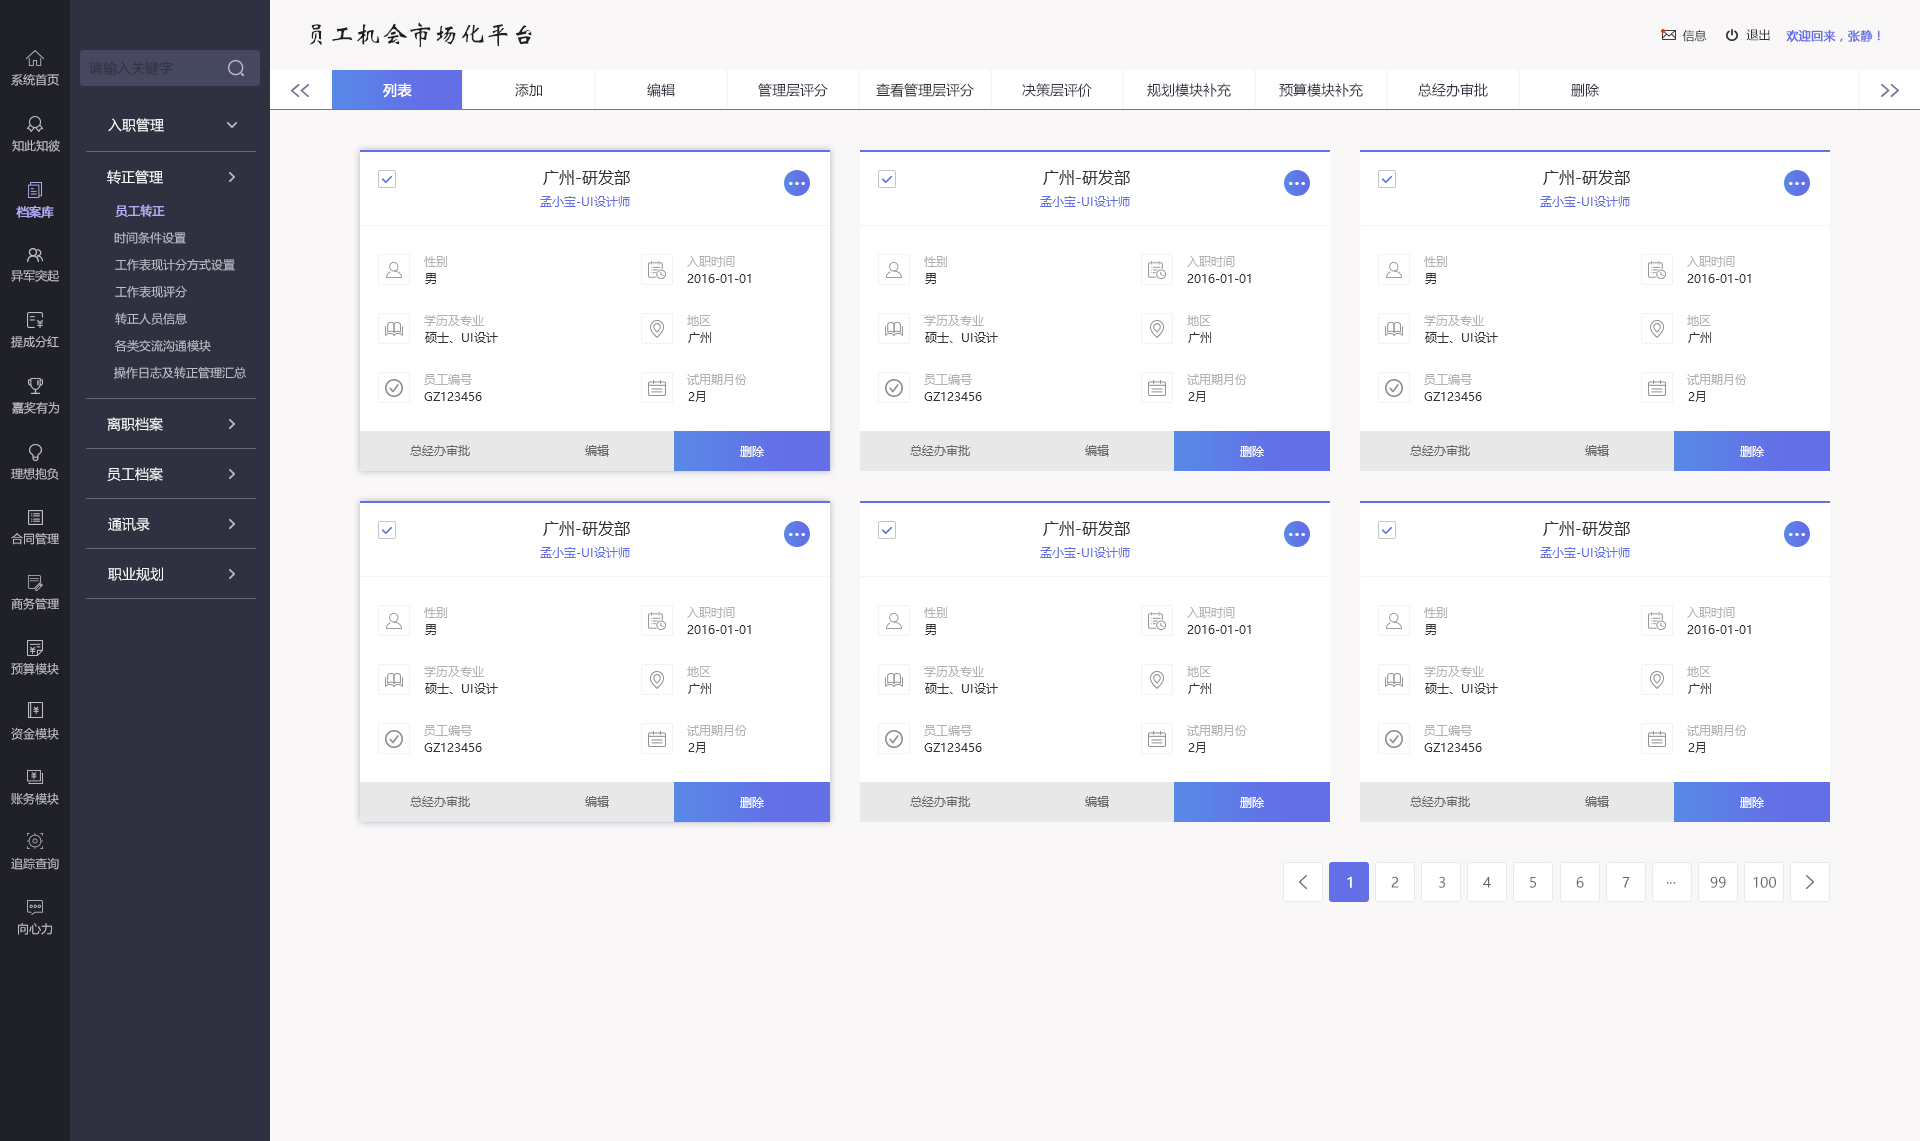 员工机会市场化平台
信息 退出 欢迎回来，张静！
系统首页
知此知彼
档案库
异军突起
提成分红
嘉奖有为
理想抱负
合同管理
商务管理
预算模块
资金模块
账务模块
追踪查询
向心力
请输入关键字
入职管理
转正管理
员工转正
时间条件设置
工作表现计分方式设置
工作表现评分
转正人员信息
各类交流沟通模块
操作日志及转正管理汇总
离职档案
员工档案
通讯录
职业规划
列表 添加 编辑 管理层评分 查看管理层评分 决策层评价 规划模块补充 预算模块补充 总经办审批 删除
广州-研发部
孟小宝-UI设计师
性别 入职时间
男 2016-01-01
学历及专业 地区
硕士、UI设计 广州
员工编号 试用期月份
GZ123456 2月
总经办审批 编辑 删除
广州-研发部
孟小宝-UI设计师
性别 入职时间
男 2016-01-01
学历及专业 地区
硕士、UI设计 广州
员工编号 试用期月份
GZ123456 2月
总经办审批 编辑 删除
广州-研发部
孟小宝-UI设计师
性别 入职时间
男 2016-01-01
学历及专业 地区
硕士、UI设计 广州
员工编号 试用期月份
GZ123456 2月
总经办审批 编辑 删除
广州-研发部
孟小宝-UI设计师
性别 入职时间
男 2016-01-01
学历及专业 地区
硕士、UI设计 广州
员工编号 试用期月份
GZ123456 2月
总经办审批 编辑 删除
广州-研发部
孟小宝-UI设计师
性别 入职时间
男 2016-01-01
学历及专业 地区
硕士、UI设计 广州
员工编号 试用期月份
GZ123456 2月
总经办审批 编辑 删除
广州-研发部
孟小宝-UI设计师
性别 入职时间
男 2016-01-01
学历及专业 地区
硕士、UI设计 广州
员工编号 试用期月份
GZ123456 2月
总经办审批 编辑 删除
1 2 3 4 5 6 7 ... 99 100